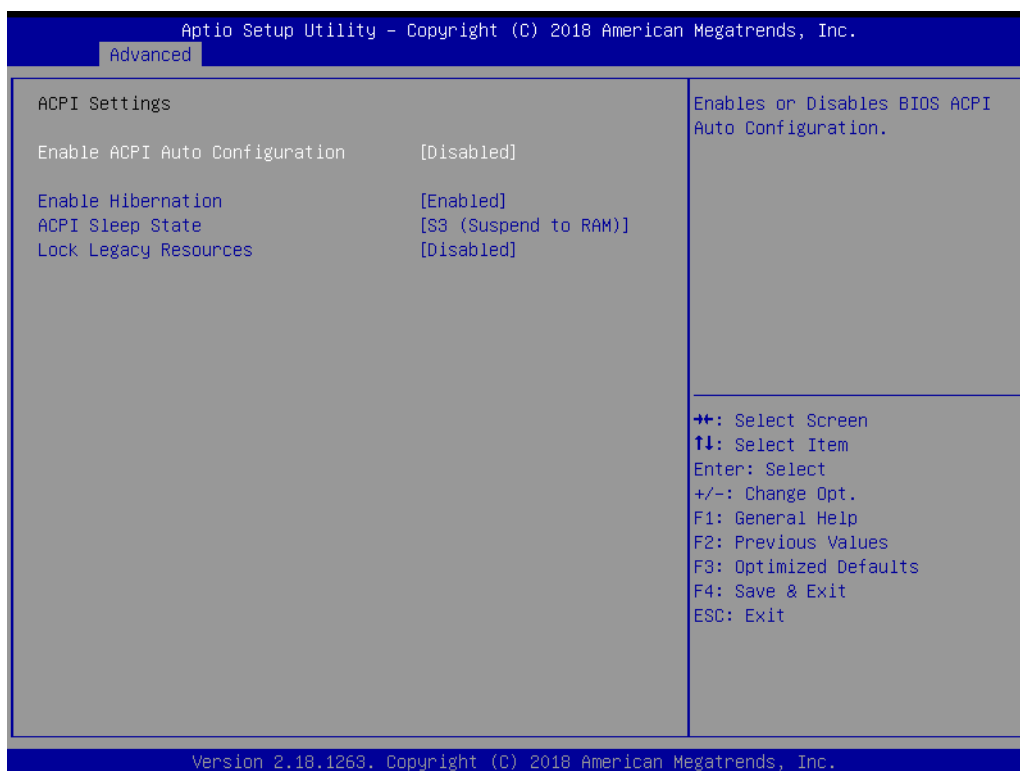 Aptio Setup Utility – Copyright (C) 2018 American Megatrends, Inc.
Advanced
ACPI Settings
Enable ACPI Auto Configuration [Disabled]
Enable Hibernation [Enabled]
ACPI Sleep State [S3 (Suspend to RAM)]
Lock Legacy Resources [Disabled]
Enables or Disables BIOS ACPI
Auto Configuration.
→←: Select Screen
↑↓: Select Item
Enter: Select
+/-: Change Opt.
F1: General Help
F2: Previous Values
F3: Optimized Defaults
F4: Save & Exit
ESC: Exit
Version 2.18.1263. Copyright (C) 2018 American Megatrends, Inc.